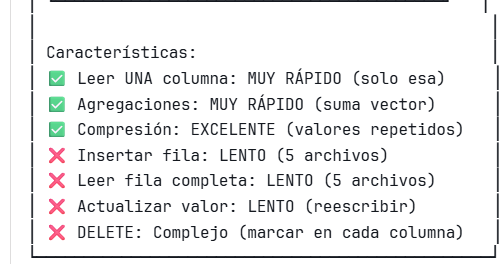 Características:
✅ Leer UNA columna: MUY RÁPIDO (solo esa)
✅ Agregaciones: MUY RÁPIDO (suma vector)
✅ Compresión: EXCELENTE (valores repetidos)
❌ Insertar fila: LENTO (5 archivos)
❌ Leer fila completa: LENTO (5 archivos)
❌ Actualizar valor: LENTO (reescribir)
❌ DELETE: Complejo (marcar en cada columna)